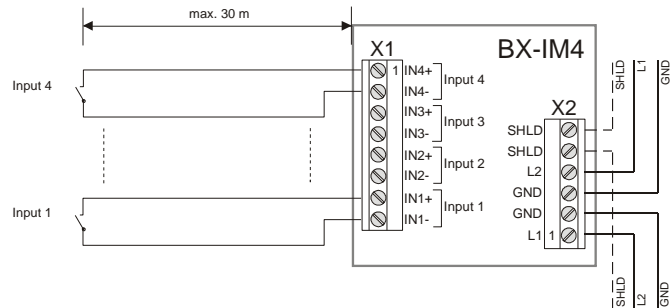 max. 30 m
X1
BX-IM4
SHLD
L1
GND
Input 4
1
IN4+
IN4-
Input 4
IN3+
IN3-
Input 3
IN2+
IN2-
Input 2
Input 1
IN1+
IN1-
Input 1
X2
SHLD
SHLD
L2
GND
GND
L1 1
SHLD
L2
GND